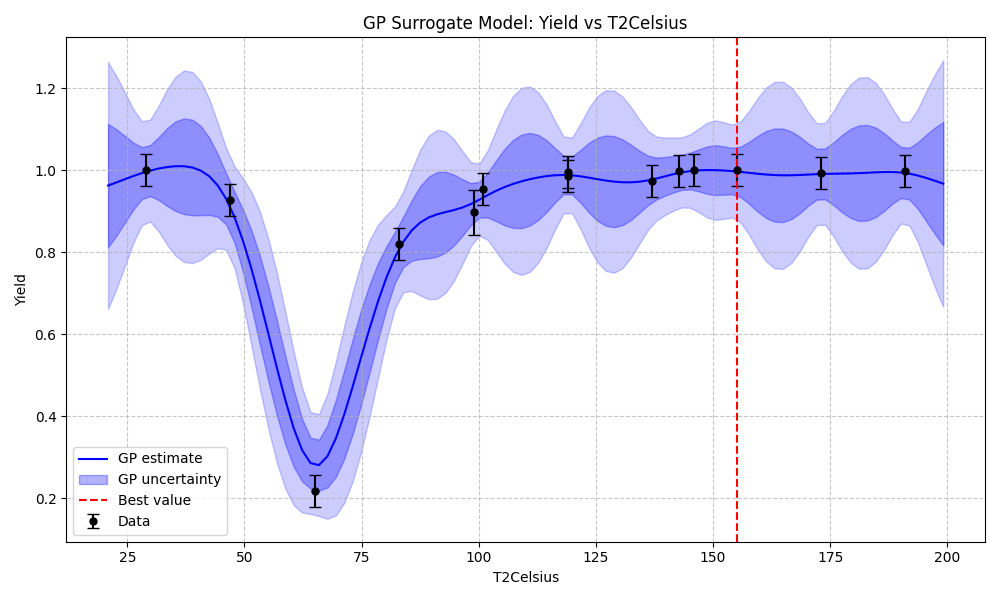 GP Surrogate Model: Yield vs T2Celsius
Yield
1.2
1.0
0.8
0.6
0.4
0.2
GP estimate
GP uncertainty
Best value
Data
25 50 75 100 125 150 175 200
T2Celsius